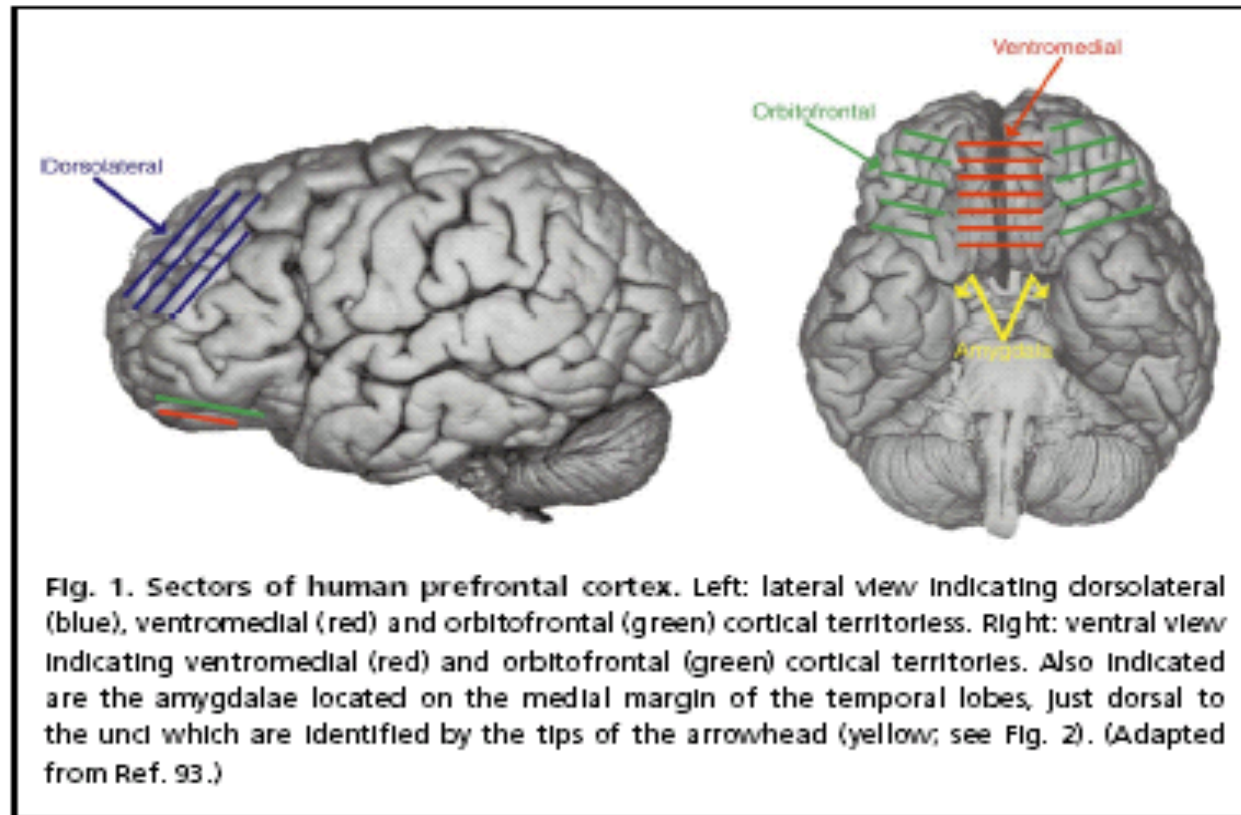 Ventromedial
Orbitofrontal
Dorsolateral
Amygdala
Fig. 1. Sectors of human prefrontal cortex. Left: lateral view indicating dorsolateral
(blue), ventromedial (red) and orbitofrontal (green) cortical territoriess. Right: ventral view
indicating ventromedial (red) and orbitofrontal (green) cortical territories. Also indicated
are the amygdalae located on the medial margin of the temporal lobes, just dorsal to
the unci which are identified by the tips of the arrowhead (yellow; see Fig. 2). (Adapted
from Ref. 93.)